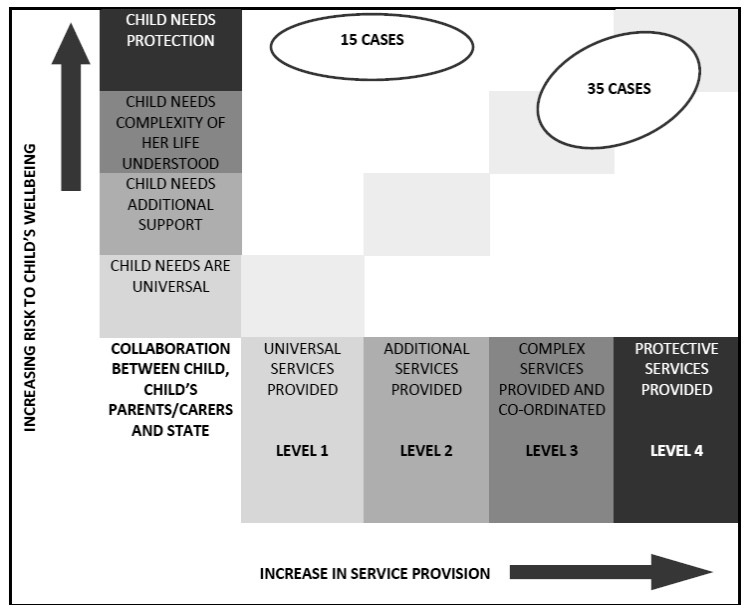 CHILD NEEDS
PROTECTION
15 CASES
35 CASES
CHILD NEEDS
COMPLEXITY OF
HER LIFE
UNDERSTOOD
CHILD NEEDS
ADDITIONAL
SUPPORT
CHILD NEEDS ARE
UNIVERSAL
INCREASING RISK TO CHILD'S WELLBEING
COLLABORATION
BETWEEN CHILD,
CHILD'S
PARENTS/CARERS
AND STATE
UNIVERSAL
SERVICES
PROVIDED
LEVEL 1
ADDITIONAL
SERVICES
PROVIDED
LEVEL 2
COMPLEX
SERVICES
PROVIDED AND
CO-ORDINATED
LEVEL 3
PROTECTIVE
SERVICES
PROVIDED
LEVEL 4
INCREASE IN SERVICE PROVISION